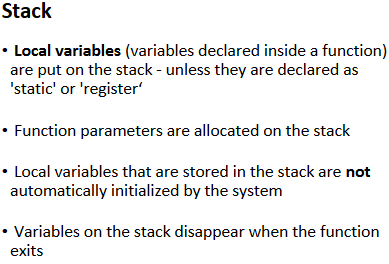 Stack
• Local variables (variables declared inside a function)
are put on the stack - unless they are declared as
'static' or 'register‘
• Function parameters are allocated on the stack
• Local variables that are stored in the stack are not
automatically initialized by the system
• Variables on the stack disappear when the function
exits